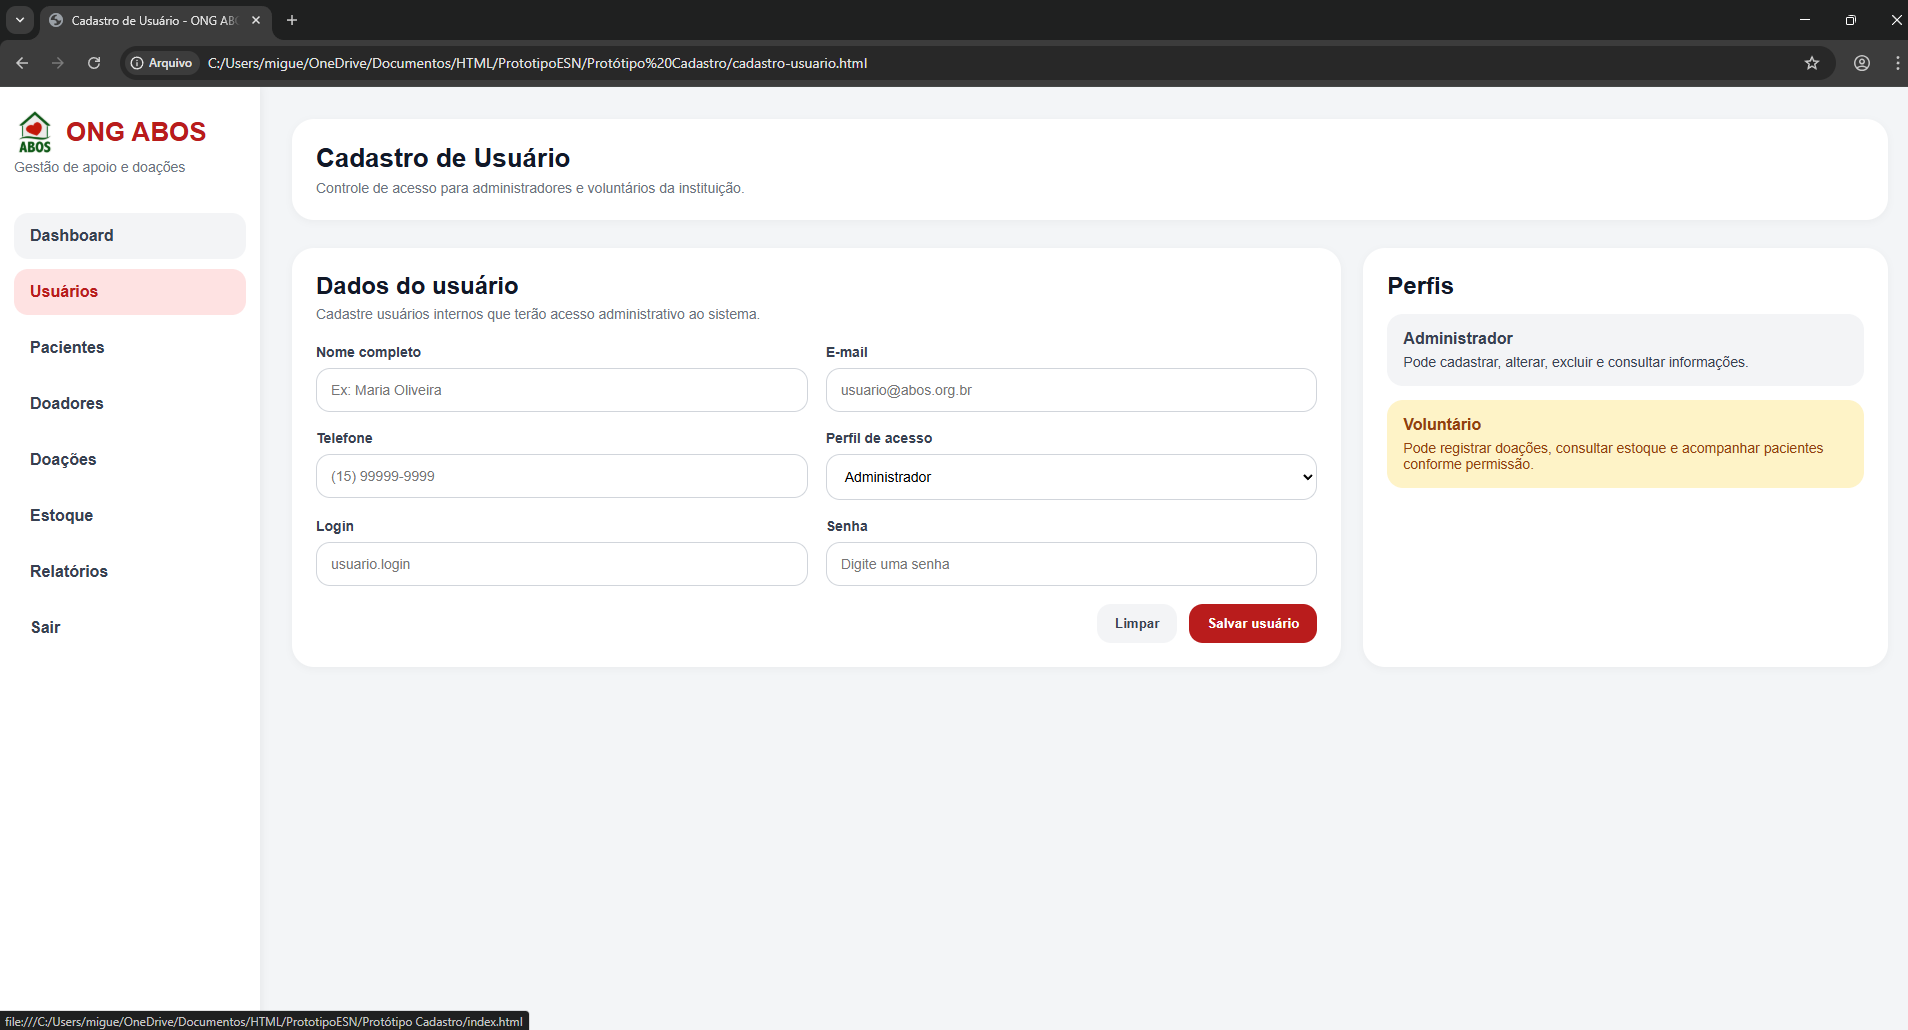 Cadastro de Usuário - ONG AB
Arquivo
C:/Users/migue/OneDrive/Documentos/HTML/PrototipoESN/Protótipo%20Cadastro/cadastro-usuario.html
ABOS
ONG ABOS
Gestão de apoio e doações
Dashboard
Usuários
Pacientes
Doadores
Doações
Estoque
Relatórios
Sair
Cadastro de Usuário
Controle de acesso para administradores e voluntários da instituição.
Dados do usuário
Cadastre usuários internos que terão acesso administrativo ao sistema.
Nome completo
Ex: Maria Oliveira
E-mail
usuario@abos.org.br
Telefone
(15) 99999-9999
Perfil de acesso
Administrador
Login
usuario.login
Senha
Digite uma senha
Limpar
Salvar usuário
Perfis
Administrador
Pode cadastrar, alterar, excluir e consultar informações.
Voluntário
Pode registrar doações, consultar estoque e acompanhar pacientes
conforme permissão.
file:///C:/Users/migue/OneDrive/Documentos/HTML/PrototipoESN/Protótipo Cadastro/index.html